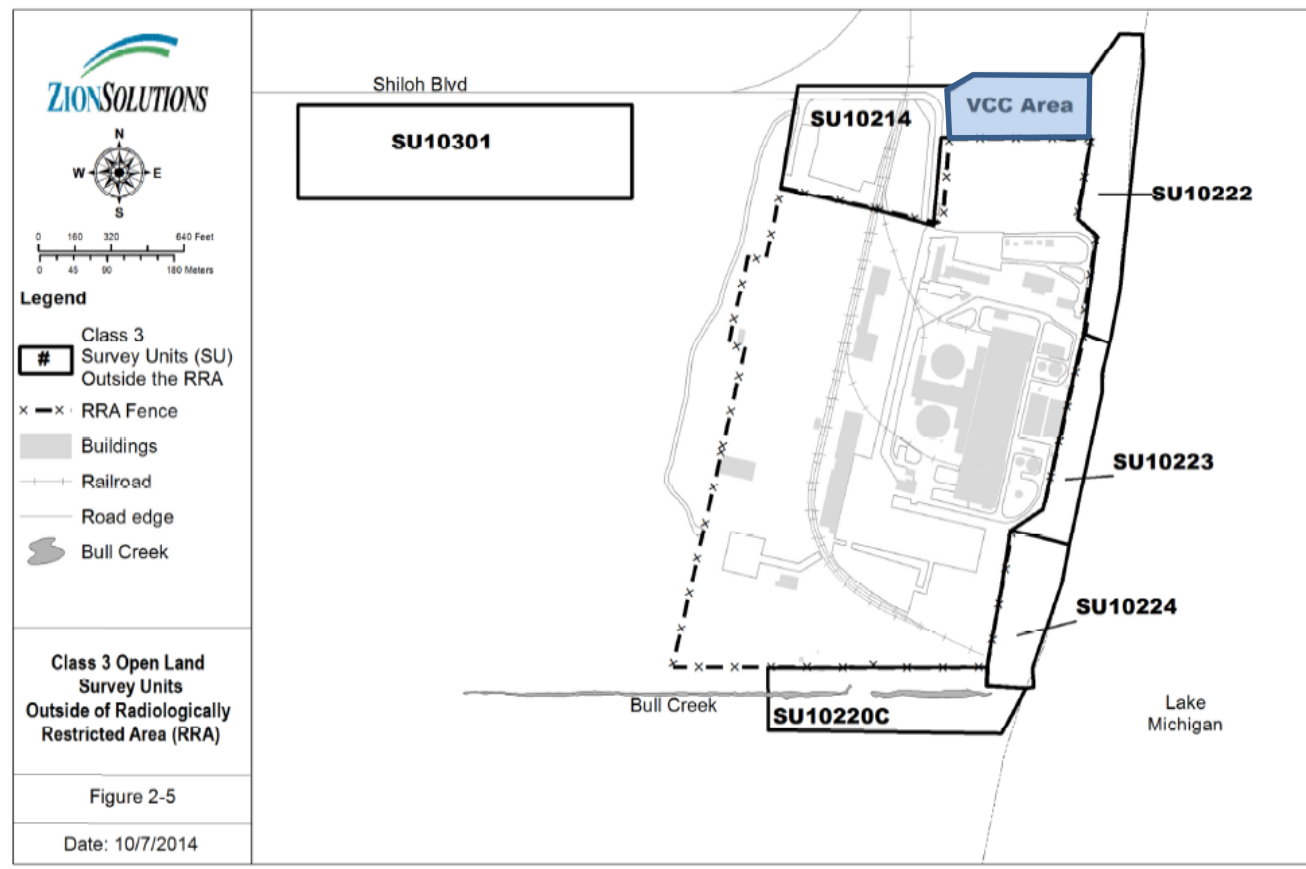 ZIONSOLUTIONS
N
W E
S
0 160 320 640 Feet
0 45 90 180 Meters
Legend
Class 3
# Survey Units (SU)
Outside the RRA
RRA Fence
Buildings
Railroad
Road edge
Bull Creek
Class 3 Open Land
Survey Units
Outside of Radiologically
Restricted Area (RRA)
Figure 2-5
Date: 10/7/2014
Shiloh Blvd
SU10301
SU10214
VCC Area
SU10222
SU10223
SU10224
Bull Creek
SU10220C
Lake
Michigan